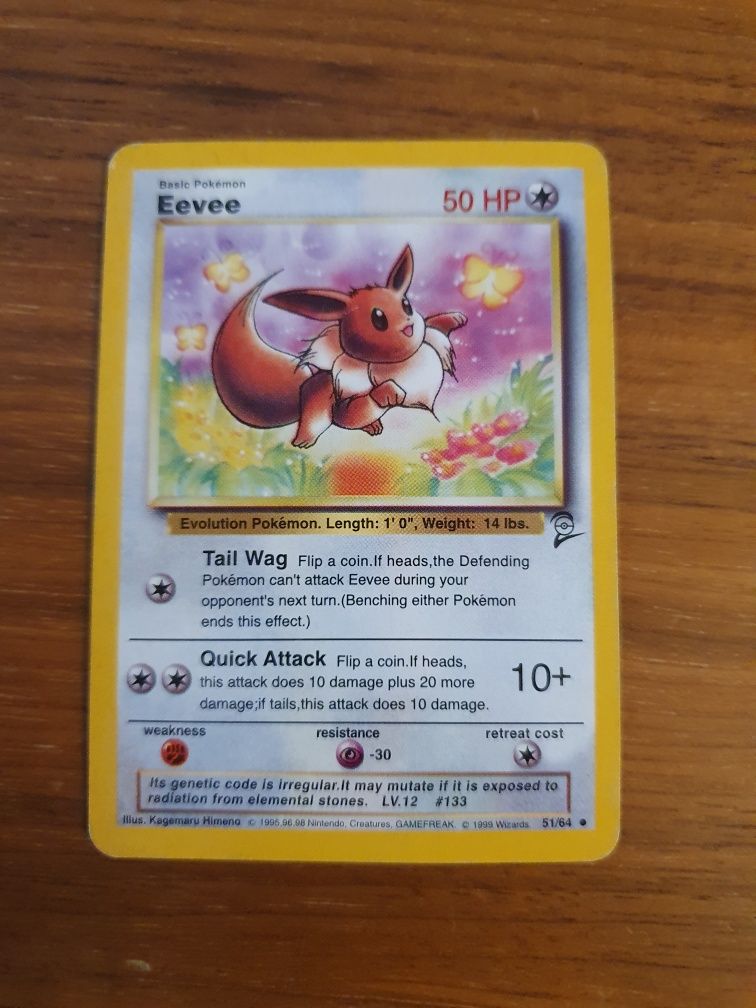 Basic Pokémon
Eevee
50 HP
Evolution Pokémon. Length: 1' 0", Weight: 14 lbs.
Tail Wag Flip a coin.If heads,the Defending
Pokémon can't attack Eevee during your
opponent's next turn.(Benching either Pokémon
ends this effect.)
Quick Attack Flip a coin.If heads,
this attack does 10 damage plus 20 more
damage;if tails,this attack does 10 damage.
10+
weakness
resistance
retreat cost
-30
Its genetic code is irregular.It may mutate if it is exposed to
radiation from elemental stones. LV.12 #133
Illus. Kagemaru Himeno © 1995,96,98 Nintendo, Creatures, GAMEFREAK. © 1999 Wizards. 51/64